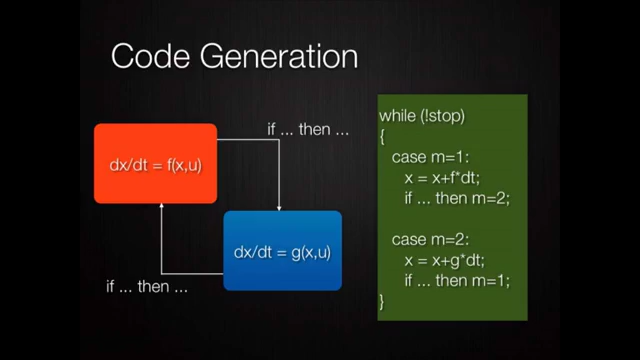 Code Generation
if ... then ...
dx/dt = f(x,u)
dx/dt = g(x,u)
if ... then ...
while (!stop)
{
case m=1:
x = x+f*dt;
if ... then m=2;
case m=2:
x = x+g*dt;
if ... then m=1;
}